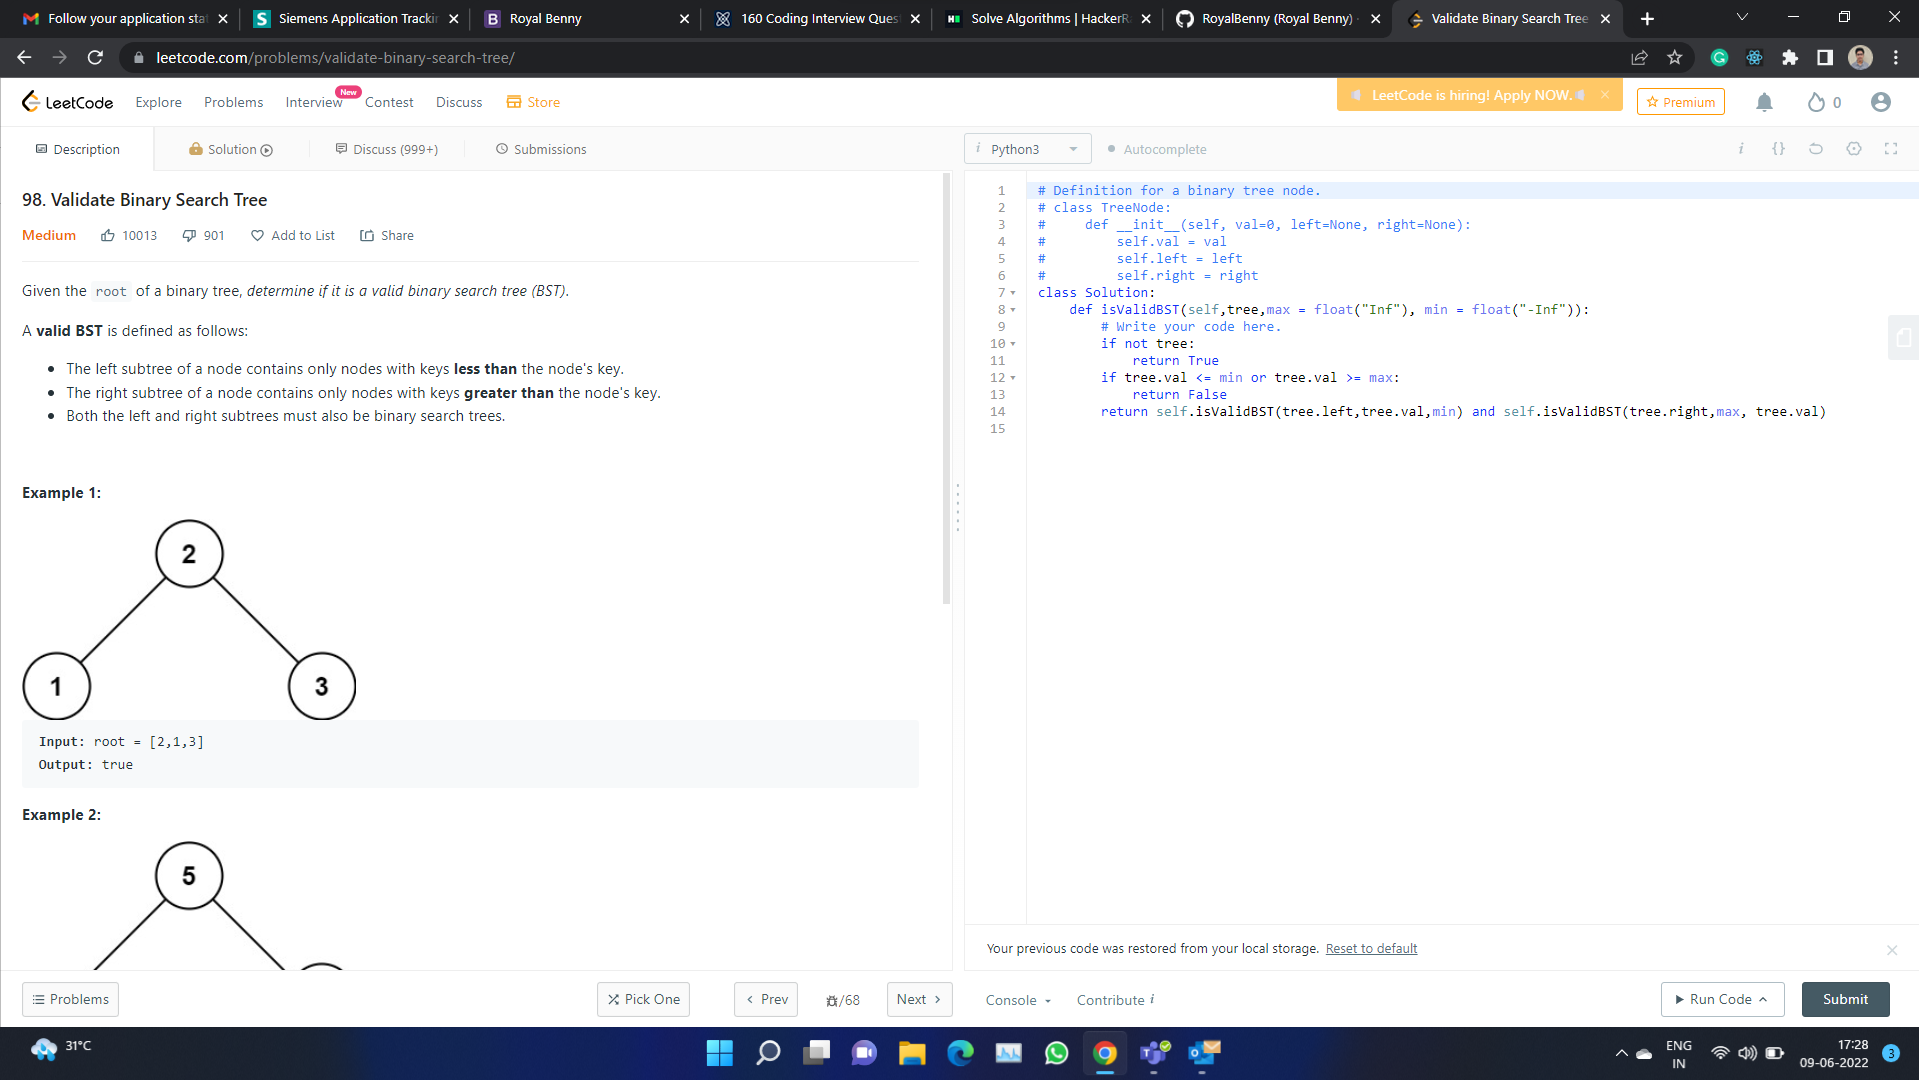 Follow your application sta
Siemens Application Trackin
Royal Benny
160 Coding Interview Ques
Solve Algorithms | HackerR
RoyalBenny (Royal Benny)
Validate Binary Search Tree
leetcode.com/problems/validate-binary-search-tree/
LeetCode
Explore
Problems
Interview
New
Contest
Discuss
Store
LeetCode is hiring! Apply NOW.
Premium
0
Description
Solution
Discuss (999+)
Submissions
98. Validate Binary Search Tree
Medium
10013
901
Add to List
Share
Given the root of a binary tree, determine if it is a valid binary search tree (BST).
A valid BST is defined as follows:
• The left subtree of a node contains only nodes with keys less than the node's key.
• The right subtree of a node contains only nodes with keys greater than the node's key.
• Both the left and right subtrees must also be binary search trees.
Example 1:
2
1
3
Input: root = [2,1,3]
Output: true
Example 2:
5
Problems
Pick One
Prev
/68
Next
i Python3
Autocomplete
i {}
1 # Definition for a binary tree node.
2 # class TreeNode:
3 #     def __init__(self, val=0, left=None, right=None):
4 #         self.val = val
5 #         self.left = left
6 #         self.right = right
7 class Solution:
8     def isValidBST(self,tree,max = float("Inf"), min = float("-Inf")):
9         # Write your code here.
10         if not tree:
11             return True
12         if tree.val <= min or tree.val >= max:
13             return False
14         return self.isValidBST(tree.left,tree.val,min) and self.isValidBST(tree.right,max, tree.val)
15
Your previous code was restored from your local storage. Reset to default
Console
Contribute i
Run Code
Submit
31°C
ENG
IN
17:28
09-06-2022
3